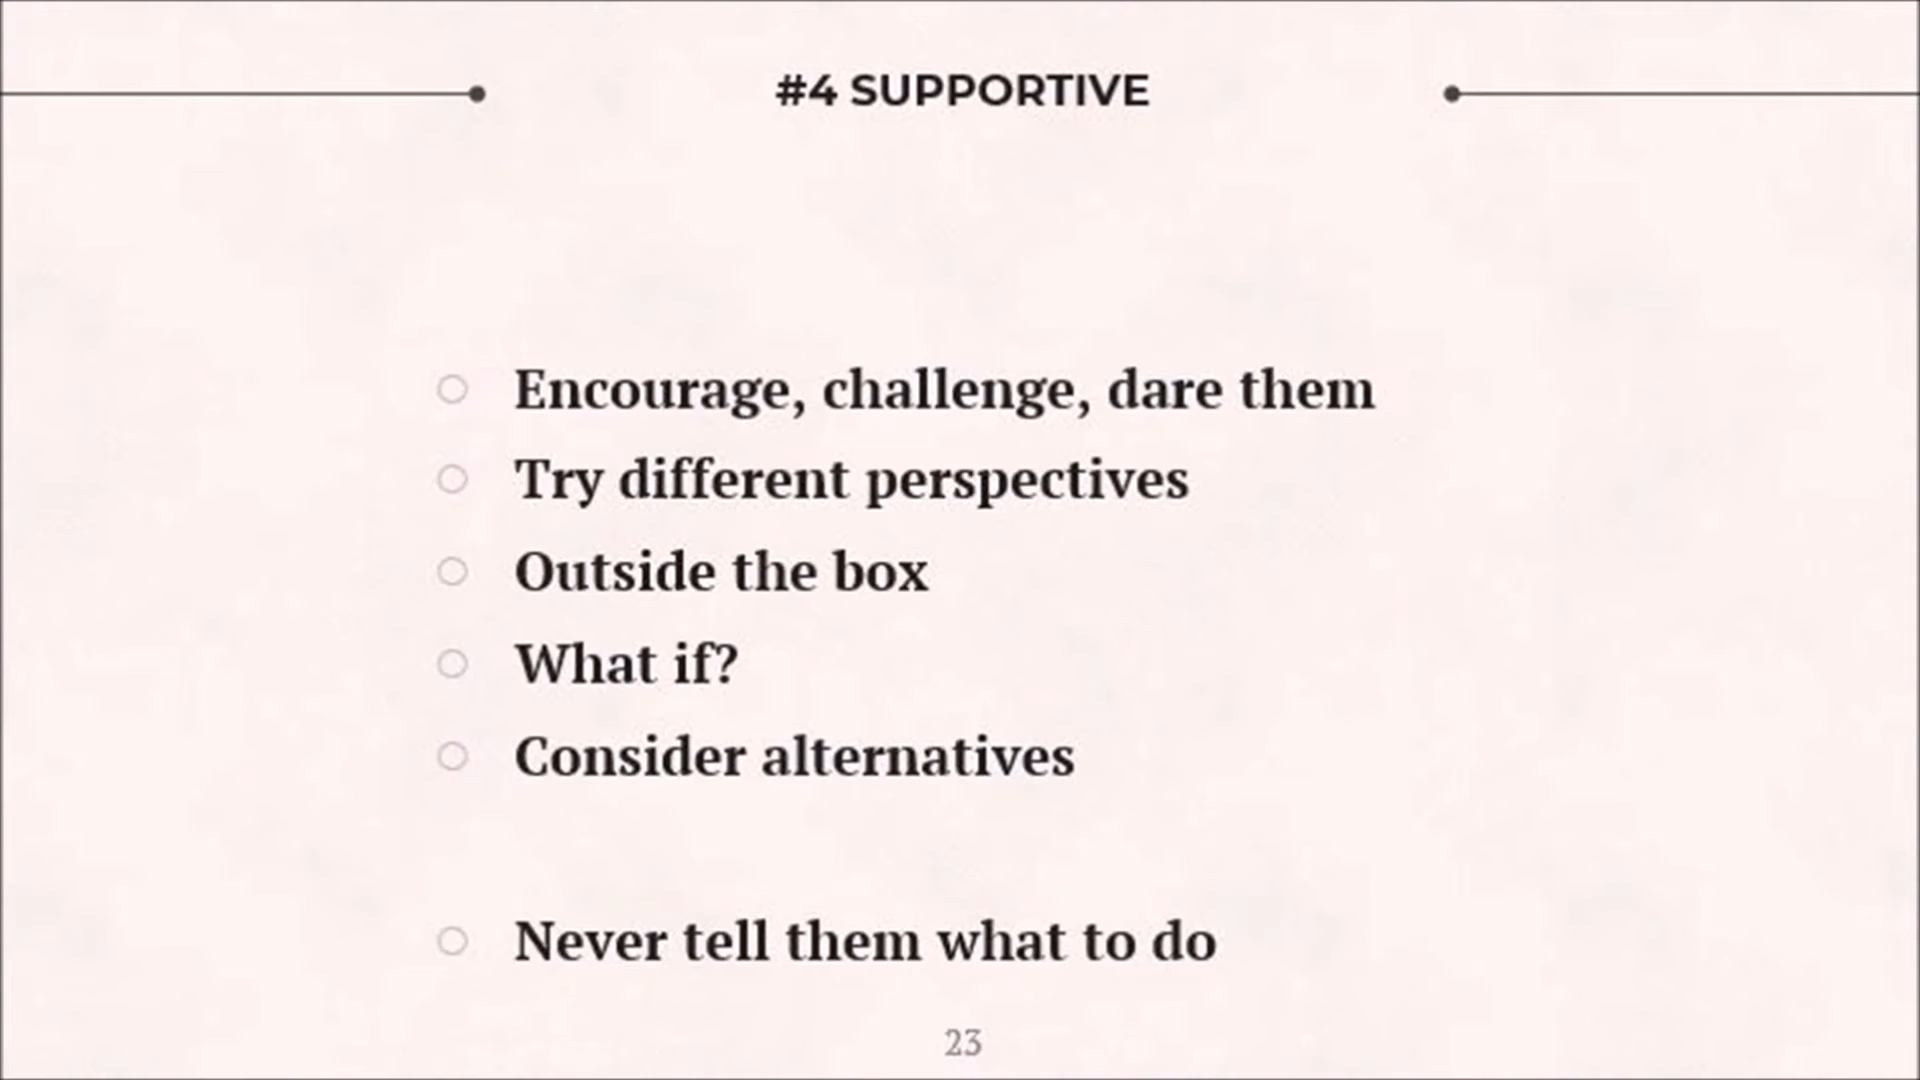 #4 SUPPORTIVE
Encourage, challenge, dare them
Try different perspectives
Outside the box
What if?
Consider alternatives
Never tell them what to do
23